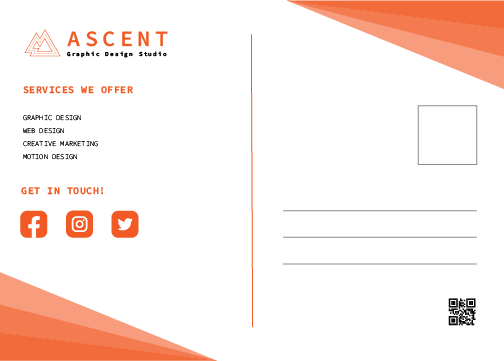 ASCENT
Graphic Design Studio
SERVICES WE OFFER
GRAPHIC DESIGN
WEB DESIGN
CREATIVE MARKETING
MOTION DESIGN
GET IN TOUCH!